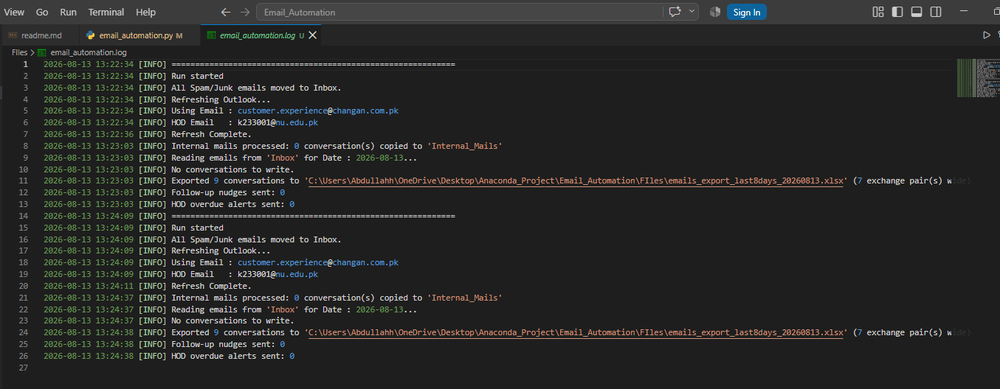 View Go Run Terminal Help
Email_Automation
Sign In
readme.md
email_automation.py M
email_automation.log U
FIles > email_automation.log
1 2026-08-13 13:22:34 [INFO] ============================================================
2 2026-08-13 13:22:34 [INFO] Run started
3 2026-08-13 13:22:34 [INFO] All Spam/Junk emails moved to Inbox.
4 2026-08-13 13:22:34 [INFO] Refreshing Outlook...
5 2026-08-13 13:22:34 [INFO] Using Email : customer.experience@changan.com.pk
6 2026-08-13 13:22:34 [INFO] HOD Email   : k233001@nu.edu.pk
7 2026-08-13 13:22:36 [INFO] Refresh Complete.
8 2026-08-13 13:23:03 [INFO] Internal mails processed: 0 conversation(s) copied to 'Internal_Mails'
9 2026-08-13 13:23:03 [INFO] Reading emails from 'Inbox' for Date : 2026-08-13...
10 2026-08-13 13:23:03 [INFO] No conversations to write.
11 2026-08-13 13:23:03 [INFO] Exported 9 conversations to 'C:\Users\Abdullahh\OneDrive\Desktop\Anaconda_Project\Email_Automation\FIles\emails_export_last8days_20260813.xlsx' (7 exchange pair(s) wide)
12 2026-08-13 13:23:03 [INFO] Follow-up nudges sent: 0
13 2026-08-13 13:23:03 [INFO] HOD overdue alerts sent: 0
14 2026-08-13 13:24:09 [INFO] ============================================================
15 2026-08-13 13:24:09 [INFO] Run started
16 2026-08-13 13:24:09 [INFO] All Spam/Junk emails moved to Inbox.
17 2026-08-13 13:24:09 [INFO] Refreshing Outlook...
18 2026-08-13 13:24:09 [INFO] Using Email : customer.experience@changan.com.pk
19 2026-08-13 13:24:09 [INFO] HOD Email   : k233001@nu.edu.pk
20 2026-08-13 13:24:11 [INFO] Refresh Complete.
21 2026-08-13 13:24:37 [INFO] Internal mails processed: 0 conversation(s) copied to 'Internal_Mails'
22 2026-08-13 13:24:37 [INFO] Reading emails from 'Inbox' for Date : 2026-08-13...
23 2026-08-13 13:24:37 [INFO] No conversations to write.
24 2026-08-13 13:24:38 [INFO] Exported 9 conversations to 'C:\Users\Abdullahh\OneDrive\Desktop\Anaconda_Project\Email_Automation\FIles\emails_export_last8days_20260813.xlsx' (7 exchange pair(s) wide)
25 2026-08-13 13:24:38 [INFO] Follow-up nudges sent: 0
26 2026-08-13 13:24:38 [INFO] HOD overdue alerts sent: 0
27